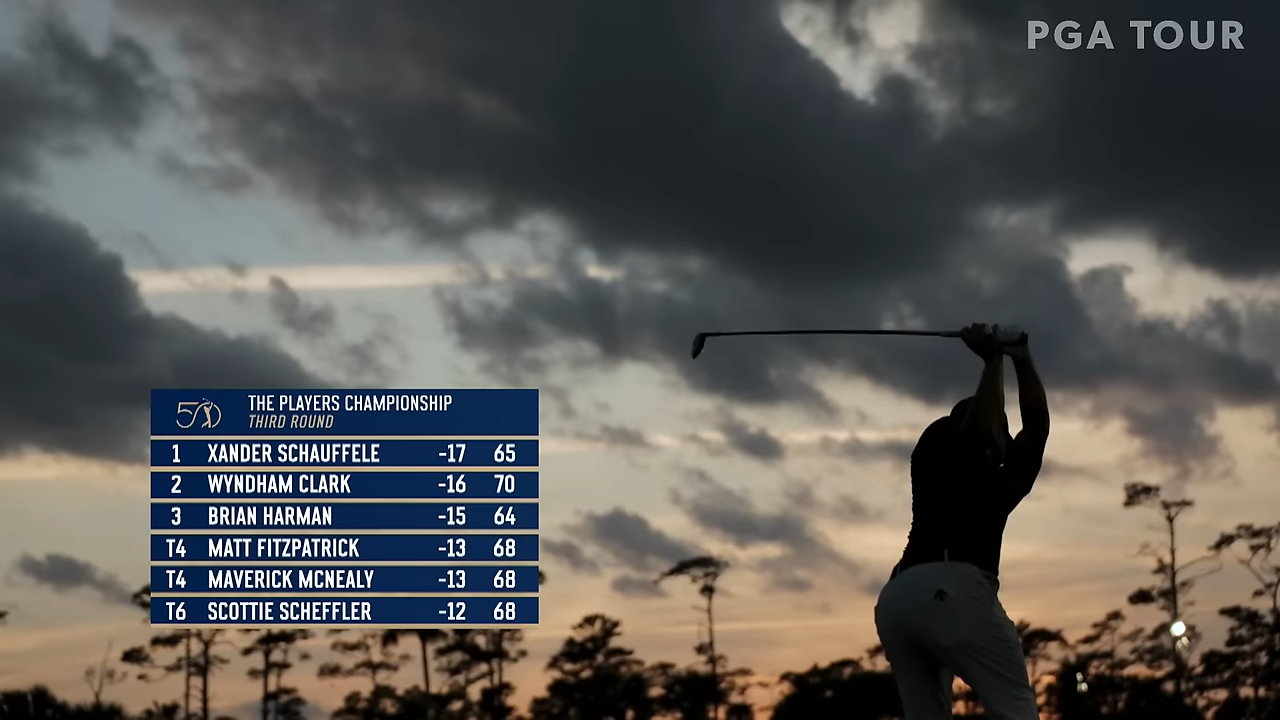 PGA TOUR
50 THE PLAYERS CHAMPIONSHIP
THIRD ROUND
1 XANDER SCHAUFFELE -17 65
2 WYNDHAM CLARK -16 70
3 BRIAN HARMAN -15 64
T4 MATT FITZPATRICK -13 68
T4 MAVERICK MCNEALY -13 68
T6 SCOTTIE SCHEFFLER -12 68